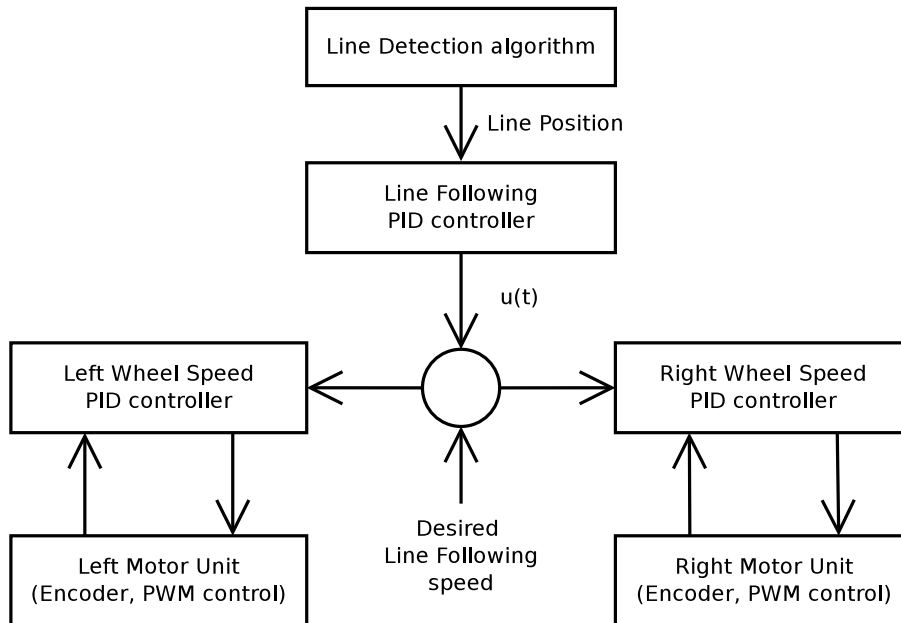 Line Detection algorithm
Line Position
Line Following
PID controller
u(t)
Left Wheel Speed
PID controller
Right Wheel Speed
PID controller
Desired
Line Following
speed
Left Motor Unit
(Encoder, PWM control)
Right Motor Unit
(Encoder, PWM control)